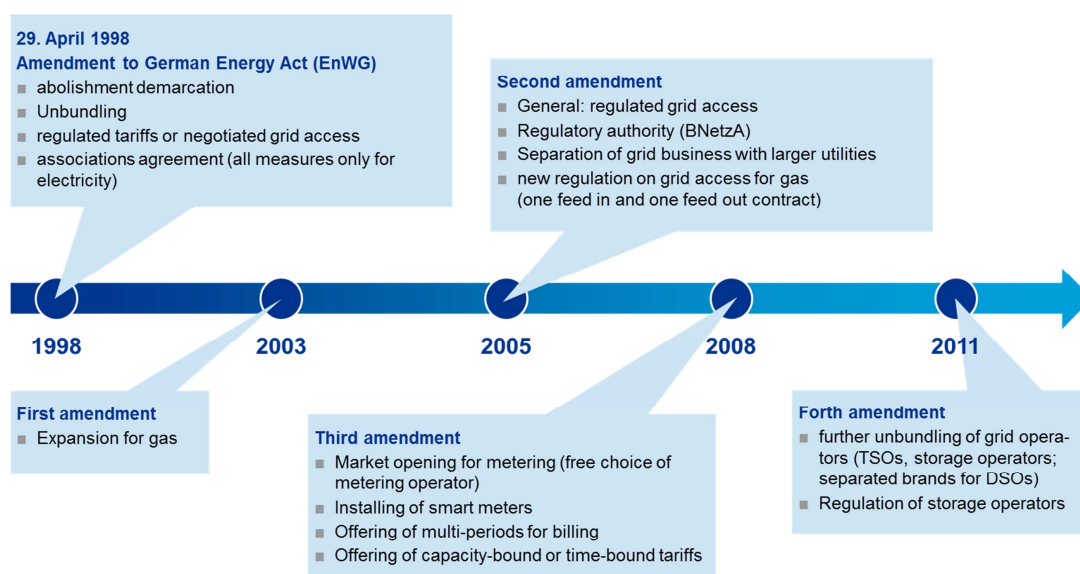 29. April 1998
Amendment to German Energy Act (EnWG)
abolishment demarcation
Unbundling
regulated tariffs or negotiated grid access
associations agreement (all measures only for
electricity)
Second amendment
General: regulated grid access
Regulatory authority (BNetzA)
Separation of grid business with larger utilities
new regulation on grid access for gas
(one feed in and one feed out contract)
1998
2003
2005
2008
2011
First amendment
Expansion for gas
Third amendment
Market opening for metering (free choice of
metering operator)
Installing of smart meters
Offering of multi-periods for billing
Offering of capacity-bound or time-bound tariffs
Forth amendment
further unbundling of grid opera-
tors (TSOs, storage operators;
separated brands for DSOs)
Regulation of storage operators